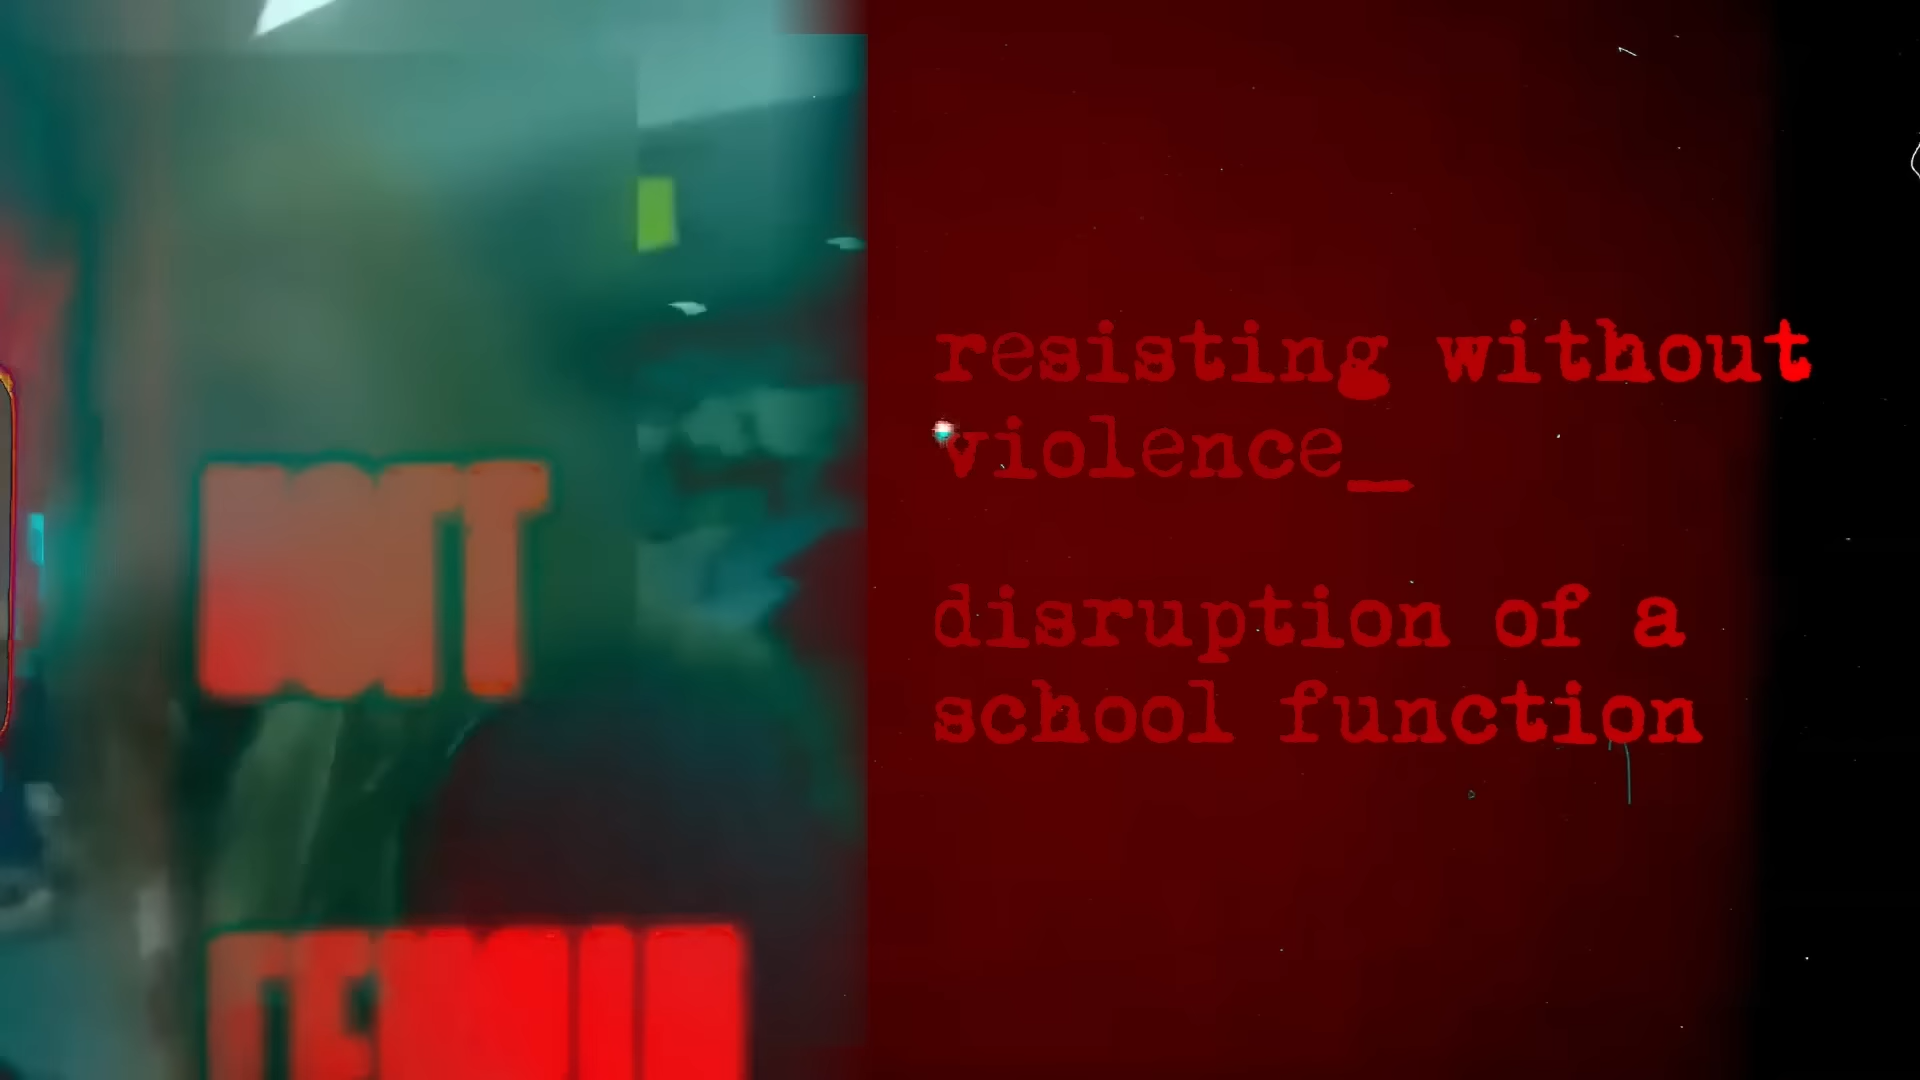 resisting without
violence_
disruption of a
school function